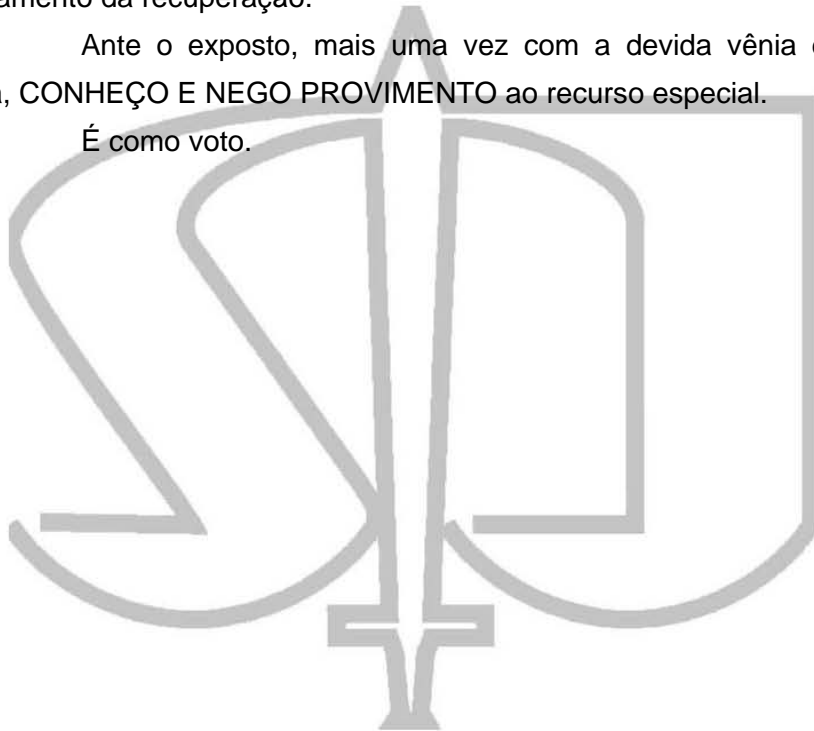 amento da recuperação.
Ante o exposto, mais uma vez com a devida vênia
, CONHEÇO E NEGO PROVIMENTO ao recurso especial.
É como voto.